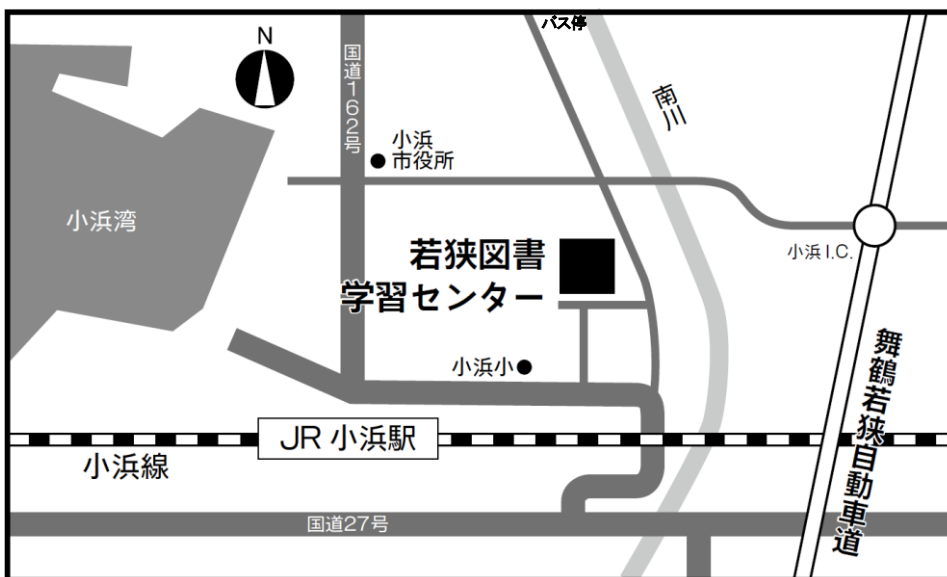 バス停
N
国道162号
南川
小浜
市役所
小浜湾
小浜 I.C.
若狭図書
学習センター
小浜小
舞鶴若狭自動車道
JR 小浜駅
小浜線
国道27号